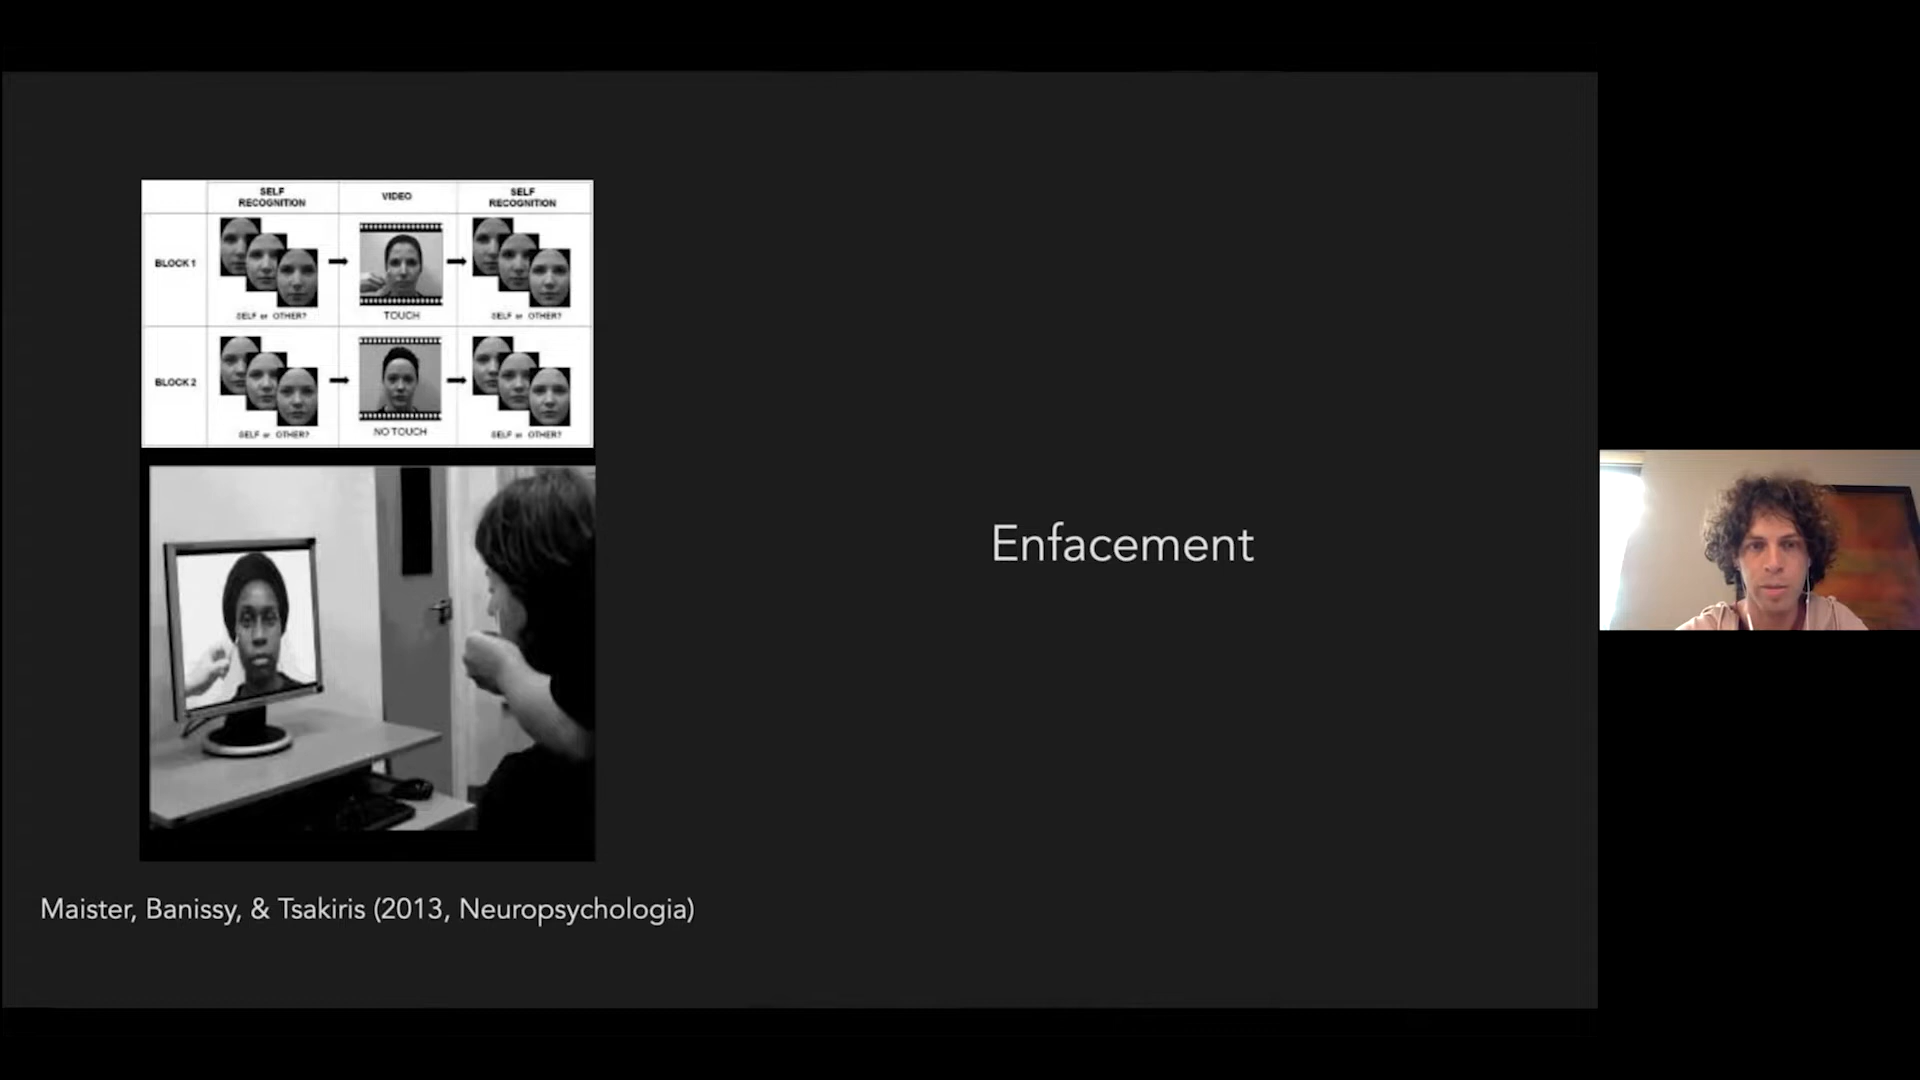 SELF RECOGNITION
VIDEO
SELF RECOGNITION
BLOCK 1
SELF or OTHER?
TOUCH
SELF or OTHER?
BLOCK 2
SELF or OTHER?
NO TOUCH
SELF or OTHER?
Enfacement
Maister, Banissy, & Tsakiris (2013, Neuropsychologia)